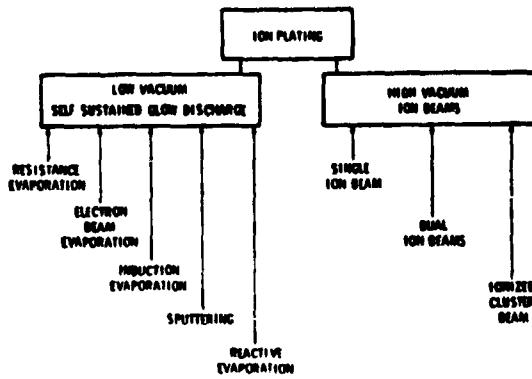 ION PLATING
LOW VACUUM
SELF SUSTAINED GLOW DISCHARGE
HIGH VACUUM
ION BEAMS
RESISTANCE
EVAPORATION
ELECTRON
BEAM
EVAPORATION
INDUCTION
EVAPORATION
SPUTTERING
REACTIVE
EVAPORATION
SINGLE
ION BEAM
DUAL
ION BEAMS
IONIZED
CLUSTER
BEAM